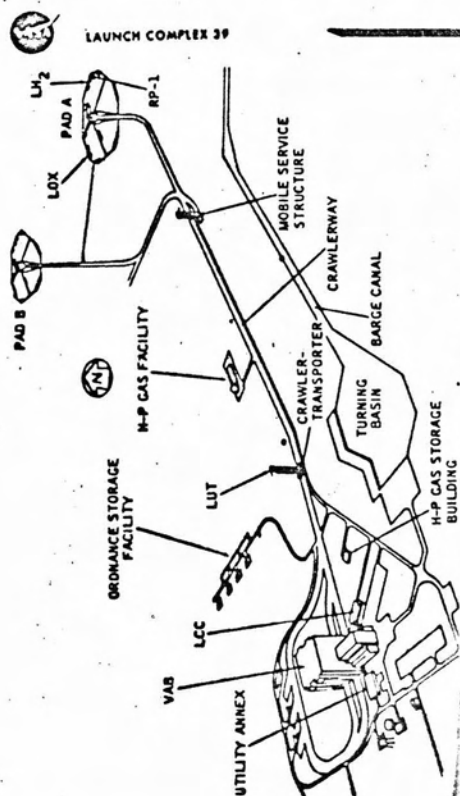 LAUNCH COMPLEX 39
LH2
PAD A
RP-1
LOX
PAD B
N
MOBILE SERVICE
STRUCTURE
CRAWLERWAY
H-P GAS FACILITY
BARGE CANAL
CRAWLER-
TRANSPORTER
TURNING
BASIN
LUT
ORDNANCE STORAGE
FACILITY
H-P GAS STORAGE
BUILDING
LCC
VAB
UTILITY ANNEX